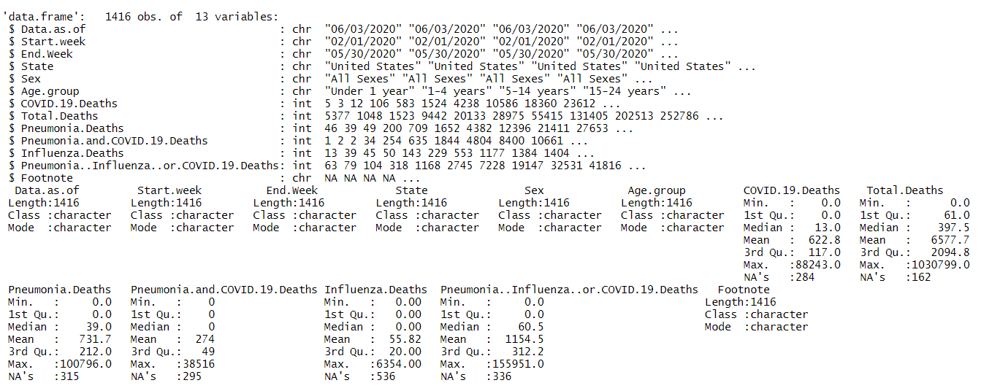 'data.frame':   1416 obs. of  13 variables:
 $ Data.as.of                               : chr  "06/03/2020" "06/03/2020" "06/03/2020" "06/03/2020" ...
 $ Start.week                               : chr  "02/01/2020" "02/01/2020" "02/01/2020" "02/01/2020" ...
 $ End.Week                                 : chr  "05/30/2020" "05/30/2020" "05/30/2020" "05/30/2020" ...
 $ State                                    : chr  "United States" "United States" "United States" "United States" ...
 $ Sex                                      : chr  "All Sexes" "All Sexes" "All Sexes" "All Sexes" ...
 $ Age.group                                : chr  "Under 1 year" "1-4 years" "5-14 years" "15-24 years" ...
 $ COVID.19.Deaths                          : int  5 3 12 106 583 1524 4238 10586 18360 23612 ...
 $ Total.Deaths                             : int  5377 1048 1523 9442 20133 28975 55415 131405 202513 252786 ...
 $ Pneumonia.Deaths                         : int  46 39 49 200 709 1652 4382 12396 21411 27653 ...
 $ Pneumonia.and.COVID.19.Deaths            : int  1 2 2 34 254 635 1844 4804 8400 10661 ...
 $ Influenza.Deaths                         : int  13 39 45 50 143 229 553 1177 1384 1404 ...
 $ Pneumonia..Influenza..or.COVID.19.Deaths: int  63 79 104 318 1168 2745 7228 19147 32531 41816 ...
 $ Footnote                                 : chr  NA NA NA NA ...
  Data.as.of         Start.week          End.Week            State               Sex             Age.group         COVID.19.Deaths    Total.Deaths
 Length:1416        Length:1416        Length:1416        Length:1416        Length:1416        Length:1416        Min.   :    0.0   Min.   :      0.0
 Class :character   Class :character   Class :character   Class :character   Class :character   Class :character   1st Qu.:    0.0   1st Qu.:     61.0
 Mode  :character   Mode  :character   Mode  :character   Mode  :character   Mode  :character   Mode  :character   Median :   13.0   Median :    397.5
 Mean   :  622.8   Mean   :   6577.7
 3rd Qu.:  117.0   3rd Qu.:   2094.8
 Max.   :88243.0   Max.   :1030799.0
 NA's   :284       NA's   :162
 Pneumonia.Deaths   Pneumonia.and.COVID.19.Deaths Influenza.Deaths  Pneumonia..Influenza..or.COVID.19.Deaths   Footnote
 Min.   :     0.0   Min.   :    0                 Min.   :   0.00   Min.   :     0.0                         Length:1416
 1st Qu.:     0.0   1st Qu.:    0                 1st Qu.:   0.00   1st Qu.:     0.0                         Class :character
 Median :    39.0   Median :    0                 Median :   0.00   Median :    60.5                         Mode  :character
 Mean   :   731.7   Mean   :  274                 Mean   :  55.82   Mean   :  1154.5
 3rd Qu.:   212.0   3rd Qu.:   49                 3rd Qu.:  20.00   3rd Qu.:   312.2
 Max.   :100796.0   Max.   :38516                 Max.   :6354.00   Max.   :155951.0
 NA's   :315        NA's   :295                   NA's   :536       NA's   :336